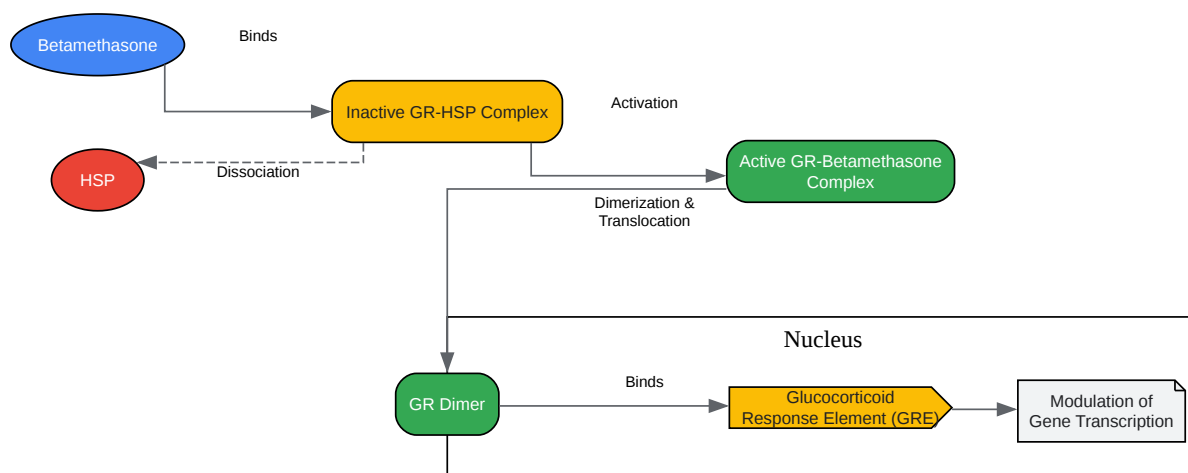 Betamethasone
Binds
Inactive GR-HSP Complex
Activation
HSP
Dissociation
Active GR-Betamethasone
Complex
Dimerization &
Translocation
Nucleus
GR Dimer
Binds
Glucocorticoid
Response Element (GRE)
Modulation of
Gene Transcription